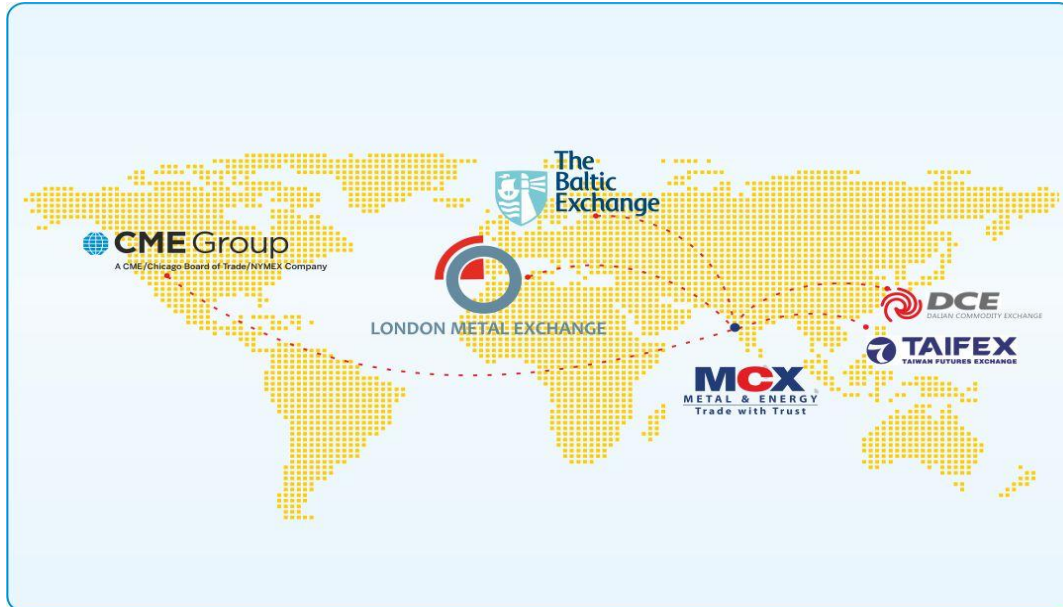 The
Baltic
Exchange
CME Group
A CME/Chicago Board of Trade/NYMEX Company
LONDON METAL EXCHANGE
DCE
DALIAN COMMODITY EXCHANGE
TAIFEX
TAIWAN FUTURES EXCHANGE
MCX
METAL & ENERGY
Trade with Trust